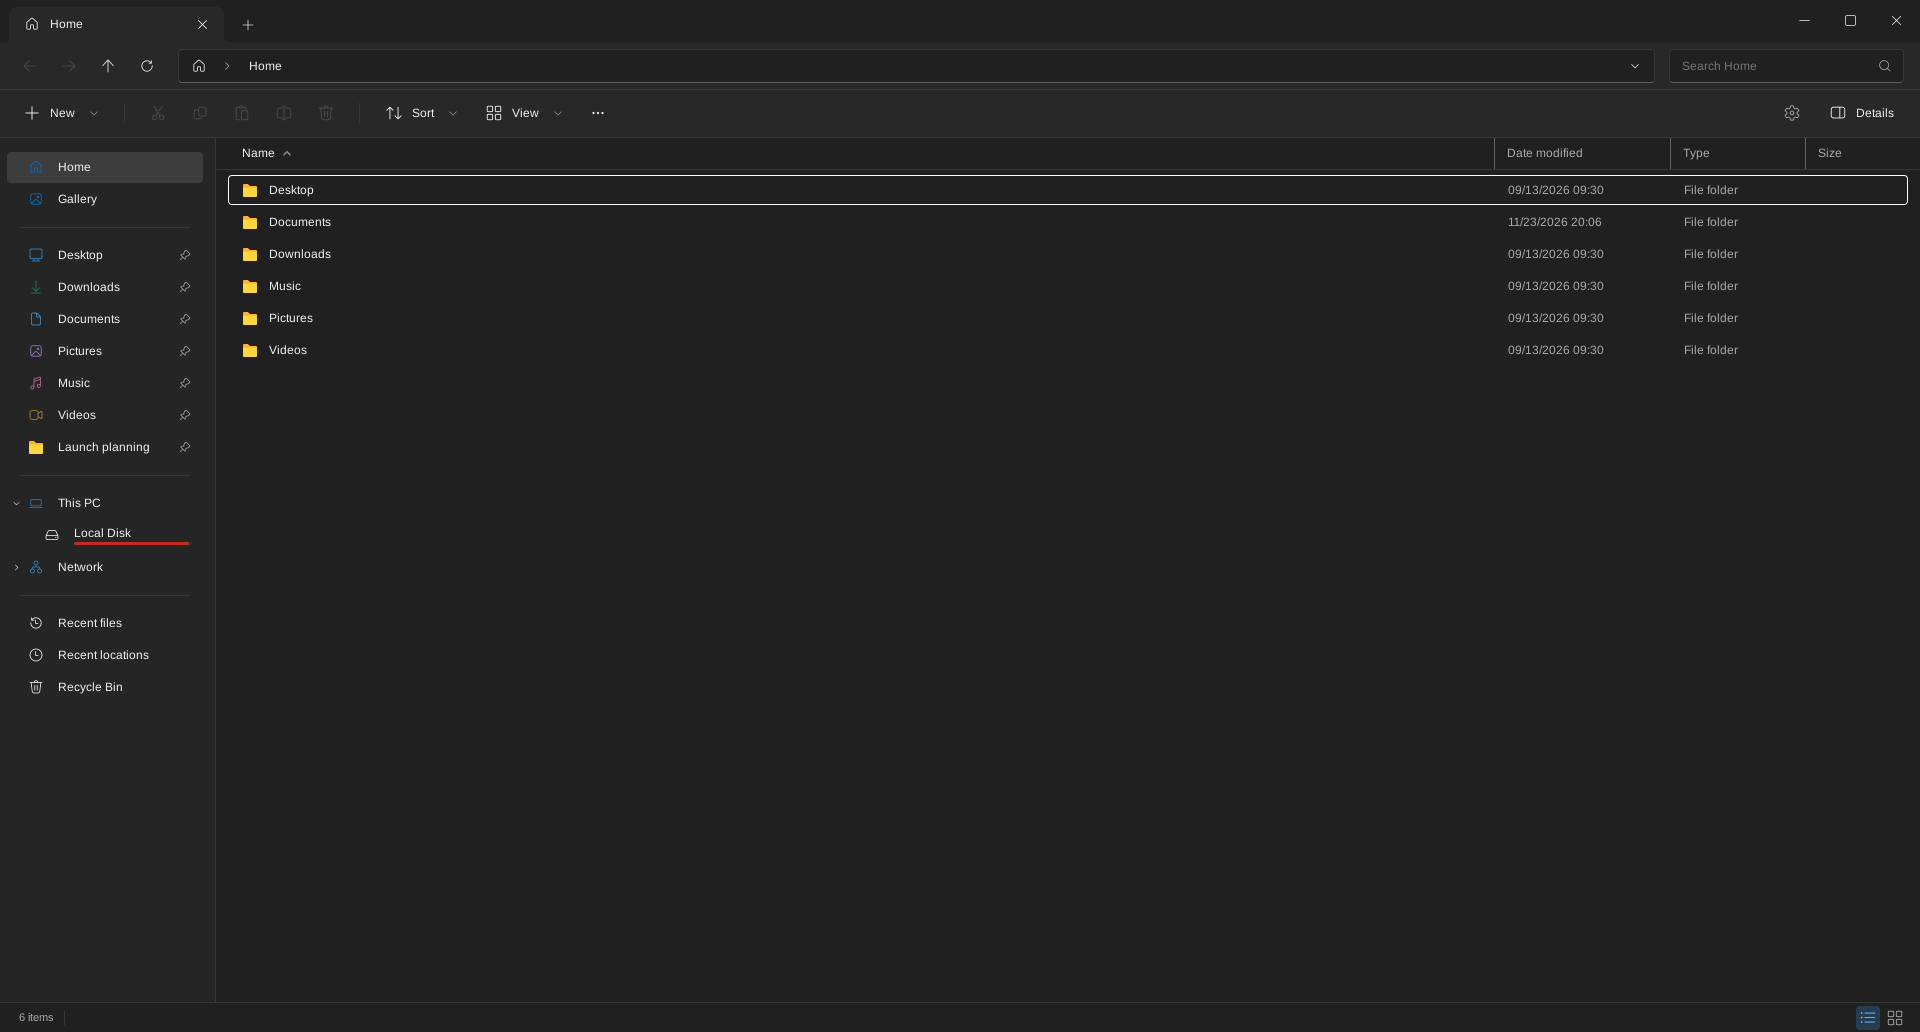 Home
Home
Search Home
New
Sort
View
Details
Home
Gallery
Desktop
Downloads
Documents
Pictures
Music
Videos
Launch planning
This PC
Local Disk
Network
Recent files
Recent locations
Recycle Bin
Name Date modified Type Size
Desktop 09/13/2026 09:30 File folder
Documents 11/23/2026 20:06 File folder
Downloads 09/13/2026 09:30 File folder
Music 09/13/2026 09:30 File folder
Pictures 09/13/2026 09:30 File folder
Videos 09/13/2026 09:30 File folder
6 items